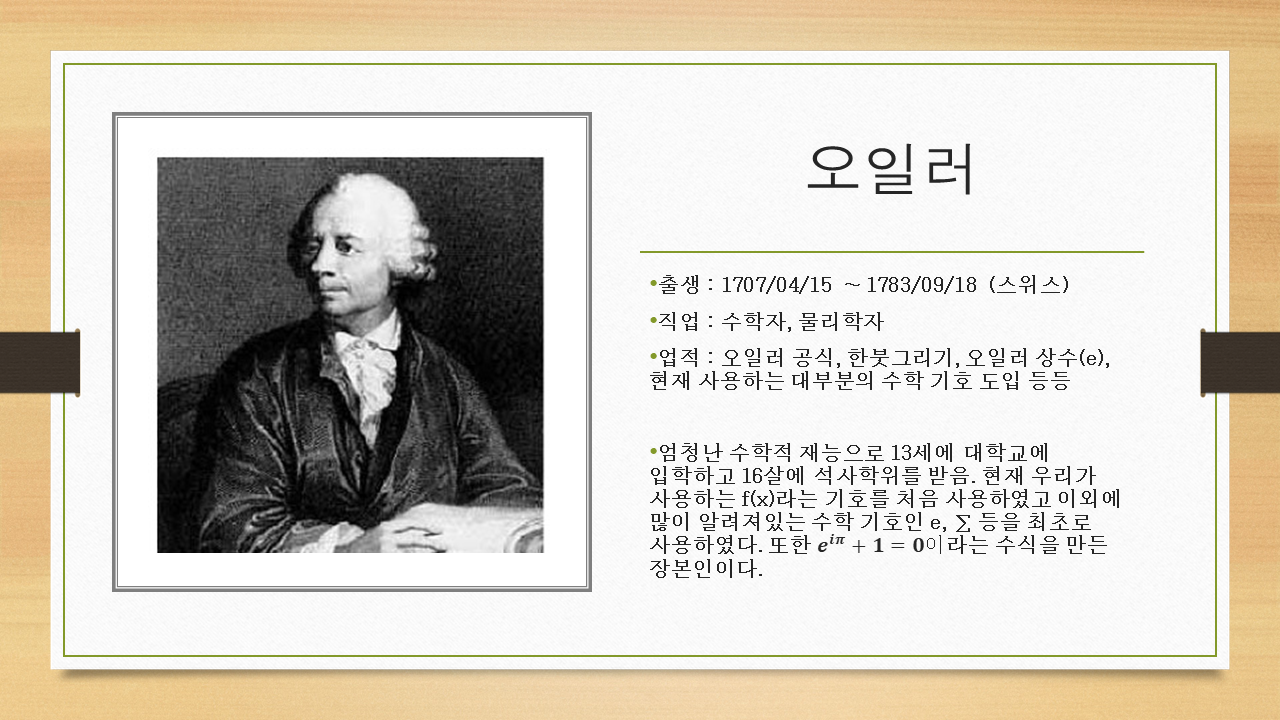 오일러
•출생 : 1707/04/15 ~ 1783/09/18 (스위스)
•직업 : 수학자, 물리학자
•업적 : 오일러 공식, 한붓그리기, 오일러 상수(e),
현재 사용하는 대부분의 수학 기호 도입 등등
•엄청난 수학적 재능으로 13세에 대학교에
입학하고 16살에 석사학위를 받음. 현재 우리가
사용하는 f(x)라는 기호를 처음 사용하였고 이외에
많이 알려져있는 수학 기호인 e, ∑ 등을 최초로
사용하였다. 또한 𝒆^{𝒊𝝅} + 𝟏 = 𝟎이라는 수식을 만든
장본인이다.